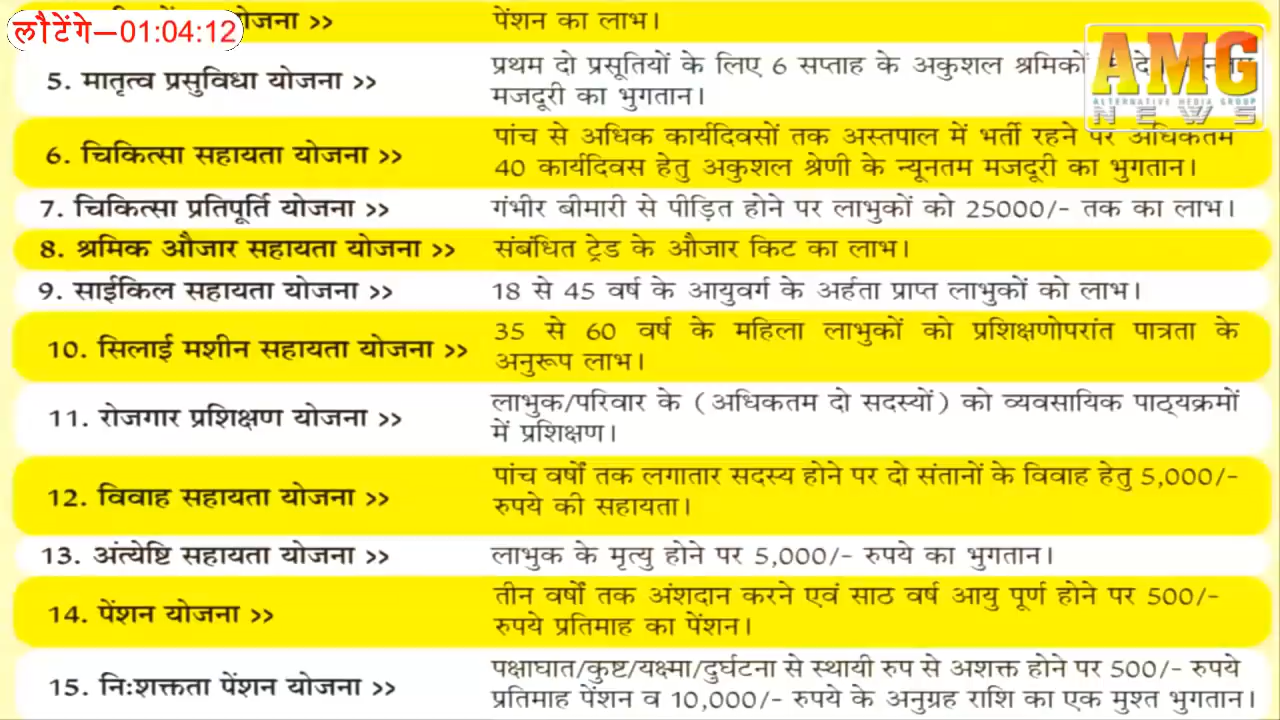 लौटेंगे–01:04:12
योजना >> पेंशन का लाभ।
5. मातृत्व प्रसुविधा योजना >> प्रथम दो प्रसूतियों के लिए 6 सप्ताह के अकुशल श्रमिकों
मजदूरी का भुगतान।
AMG
ALTERNATIVE MEDIA GROUP
NEWS
6. चिकित्सा सहायता योजना >> पांच से अधिक कार्यदिवसों तक अस्तपाल में भर्ती रहने पर अधिकतम
40 कार्यदिवस हेतु अकुशल श्रेणी के न्यूनतम मजदूरी का भुगतान।
7. चिकित्सा प्रतिपूर्ति योजना >> गंभीर बीमारी से पीड़ित होने पर लाभुकों को 25000/- तक का लाभ।
8. श्रमिक औजार सहायता योजना >> संबंधित ट्रेड के औजार किट का लाभ।
9. साईकिल सहायता योजना >> 18 से 45 वर्ष के आयुवर्ग के अर्हता प्राप्त लाभुकों को लाभ।
10. सिलाई मशीन सहायता योजना >> 35 से 60 वर्ष के महिला लाभुकों को प्रशिक्षणोपरांत पात्रता के
अनुरूप लाभ।
11. रोजगार प्रशिक्षण योजना >> लाभुक/परिवार के (अधिकतम दो सदस्यों) को व्यवसायिक पाठ्यक्रमों
में प्रशिक्षण।
12. विवाह सहायता योजना >> पांच वर्षों तक लगातार सदस्य होने पर दो संतानों के विवाह हेतु 5,000/-
रुपये की सहायता।
13. अंत्येष्टि सहायता योजना >> लाभुक के मृत्यु होने पर 5,000/- रुपये का भुगतान।
14. पेंशन योजना >> तीन वर्षों तक अंशदान करने एवं साठ वर्ष आयु पूर्ण होने पर 500/-
रुपये प्रतिमाह का पेंशन।
15. निःशक्तता पेंशन योजना >> पक्षाघात/कुष्ट/यक्ष्मा/दुर्घटना से स्थायी रुप से अशक्त होने पर 500/- रुपये
प्रतिमाह पेंशन व 10,000/- रुपये के अनुग्रह राशि का एक मुश्त भुगतान।